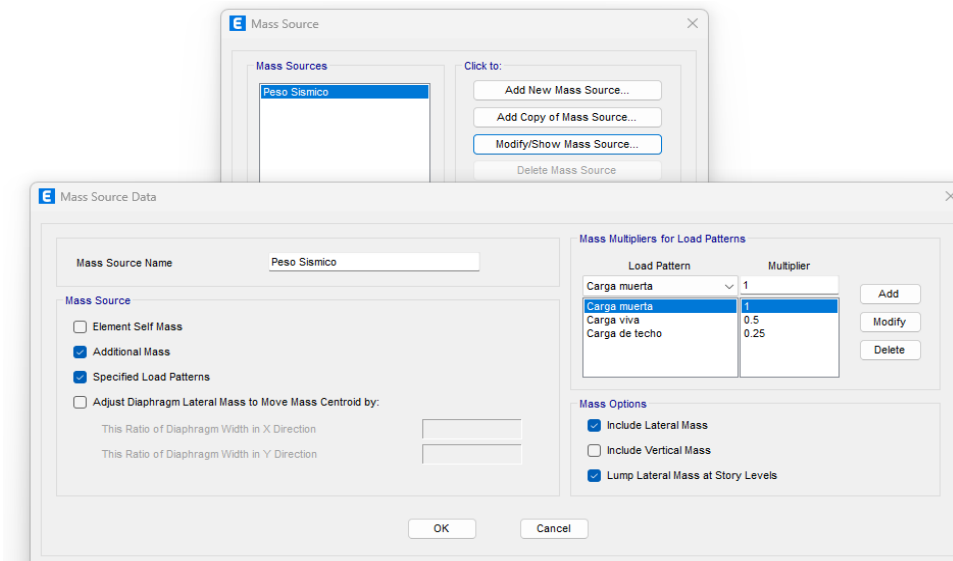 E Mass Source
Mass Sources
Peso Sismico
Click to:
Add New Mass Source...
Add Copy of Mass Source...
Modify/Show Mass Source...
Delete Mass Source
E Mass Source Data
Mass Source Name
Peso Sismico
Mass Source
Element Self Mass
Additional Mass
Specified Load Patterns
Adjust Diaphragm Lateral Mass to Move Mass Centroid by:
This Ratio of Diaphragm Width in X Direction
This Ratio of Diaphragm Width in Y Direction
Mass Multipliers for Load Patterns
Load Pattern Multiplier
Carga muerta 1
Carga muerta 1
Carga viva 0.5
Carga de techo 0.25
Add
Modify
Delete
Mass Options
Include Lateral Mass
Include Vertical Mass
Lump Lateral Mass at Story Levels
OK Cancel